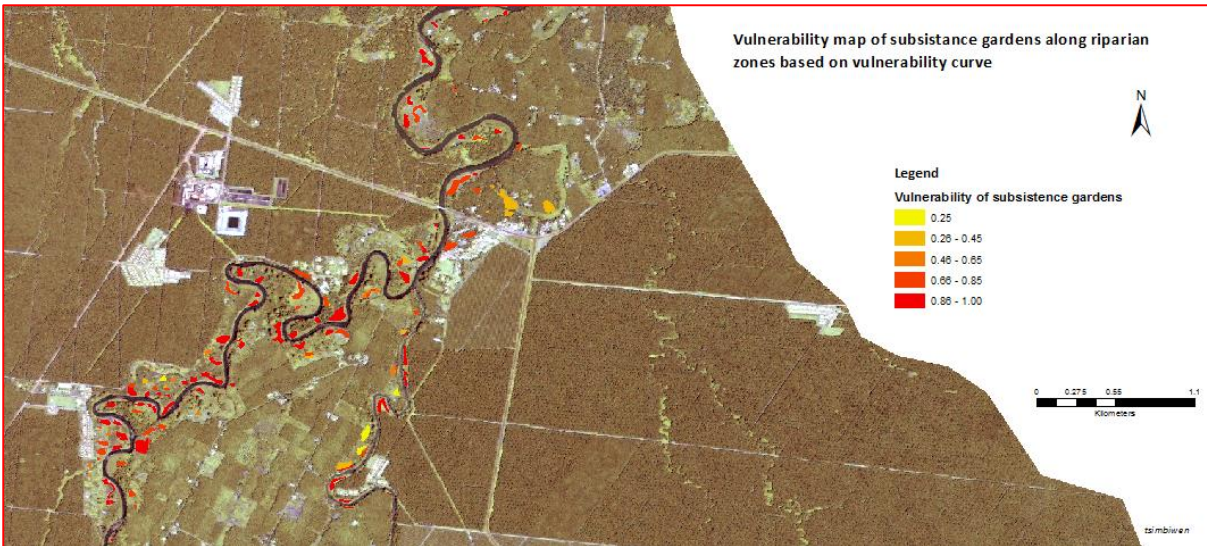 Vulnerability map of subsistance gardens along riparian
zones based on vulnerability curve
N
Legend
Vulnerability of subsistence gardens
0.25
0.26 - 0.45
0.46 - 0.65
0.66 - 0.85
0.86 - 1.00
0 0.275 0.55 1.1
Kilometers
tsimbiwen